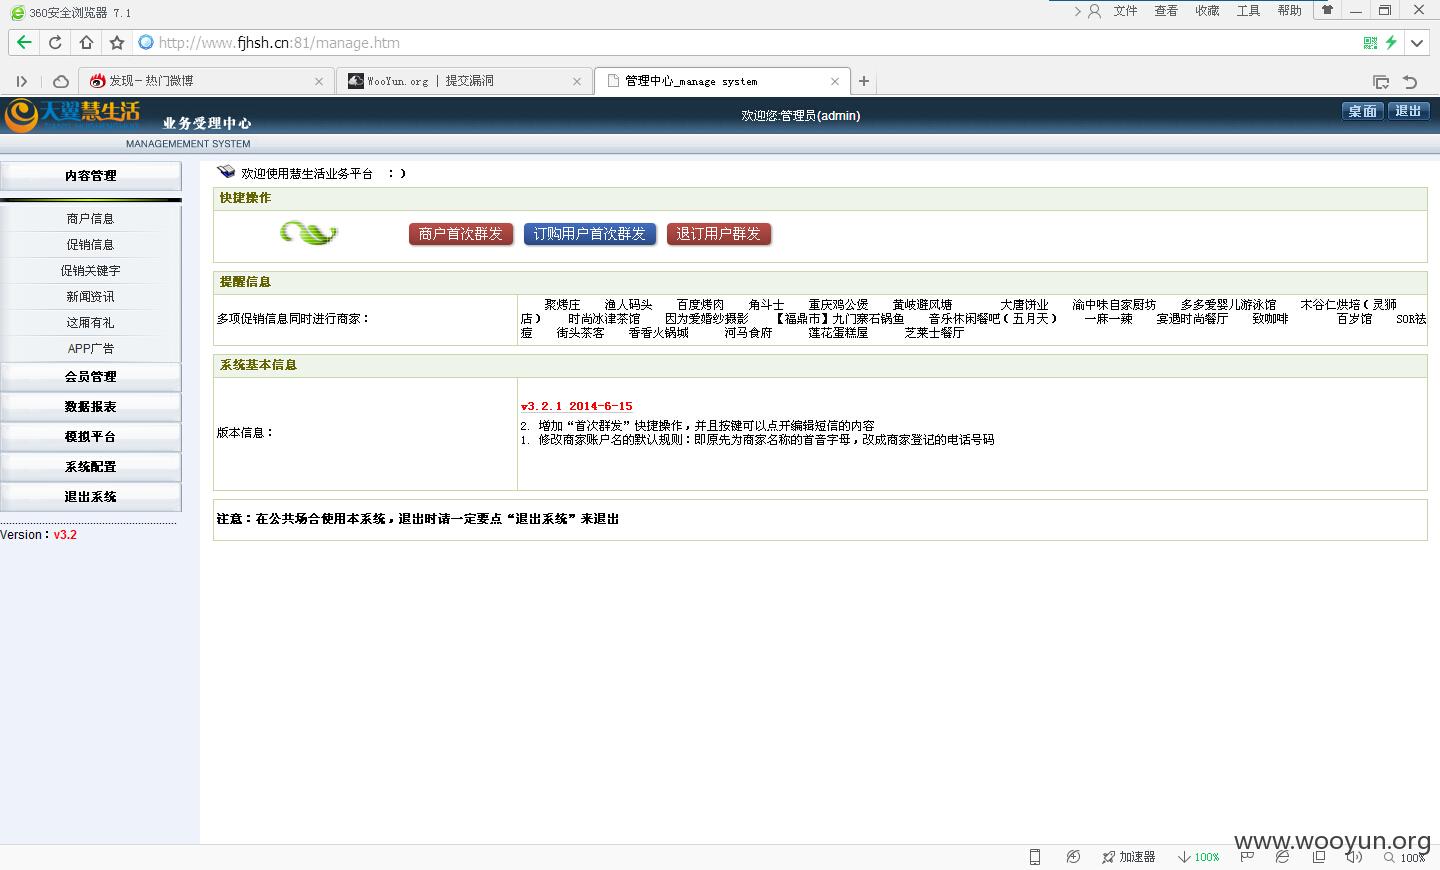 360安全浏览器 7.1
文件 查看 收藏 工具 帮助
http://www.fjhsh.cn:81/manage.htm
发现－热门微博
WooYun.org | 提交漏洞
管理中心_manage system
天翼慧生活 业务受理中心
MANAGEMEMENT SYSTEM
欢迎您:管理员(admin)
桌面 退出
内容管理
商户信息
促销信息
促销关键字
新闻资讯
这厢有礼
APP广告
会员管理
数据报表
模拟平台
系统配置
退出系统
Version：v3.2
欢迎使用慧生活业务平台 ：)
快捷操作
商户首次群发 订购用户首次群发 退订用户群发
提醒信息
多项促销信息同时进行商家：
聚烤庄 渔人码头 百度烤肉 角斗士 重庆鸡公煲 黄岐避风塘 大唐饼业 渝中味自家厨坊 多多爱婴儿游泳馆 木谷仁烘培（灵狮
店） 时尚冰津茶馆 因为爱婚纱摄影 【福鼎市】九门寨石锅鱼 音乐休闲餐吧（五月天） 一麻一辣 宴遇时尚餐厅 致咖啡 百岁馆 SOR祛
痘 街头茶客 香香火锅城 河马食府 莲花蛋糕屋 芝莱士餐厅
系统基本信息
版本信息：
v3.2.1 2014-6-15
2. 增加“首次群发”快捷操作，并且按键可以点开编辑短信的内容
1. 修改商家账户名的默认规则：即原先为商家名称的首音字母，改成商家登记的电话号码
注意：在公共场合使用本系统，退出时请一定要点“退出系统”来退出
www.wooyun.org
加速器 100% 100%